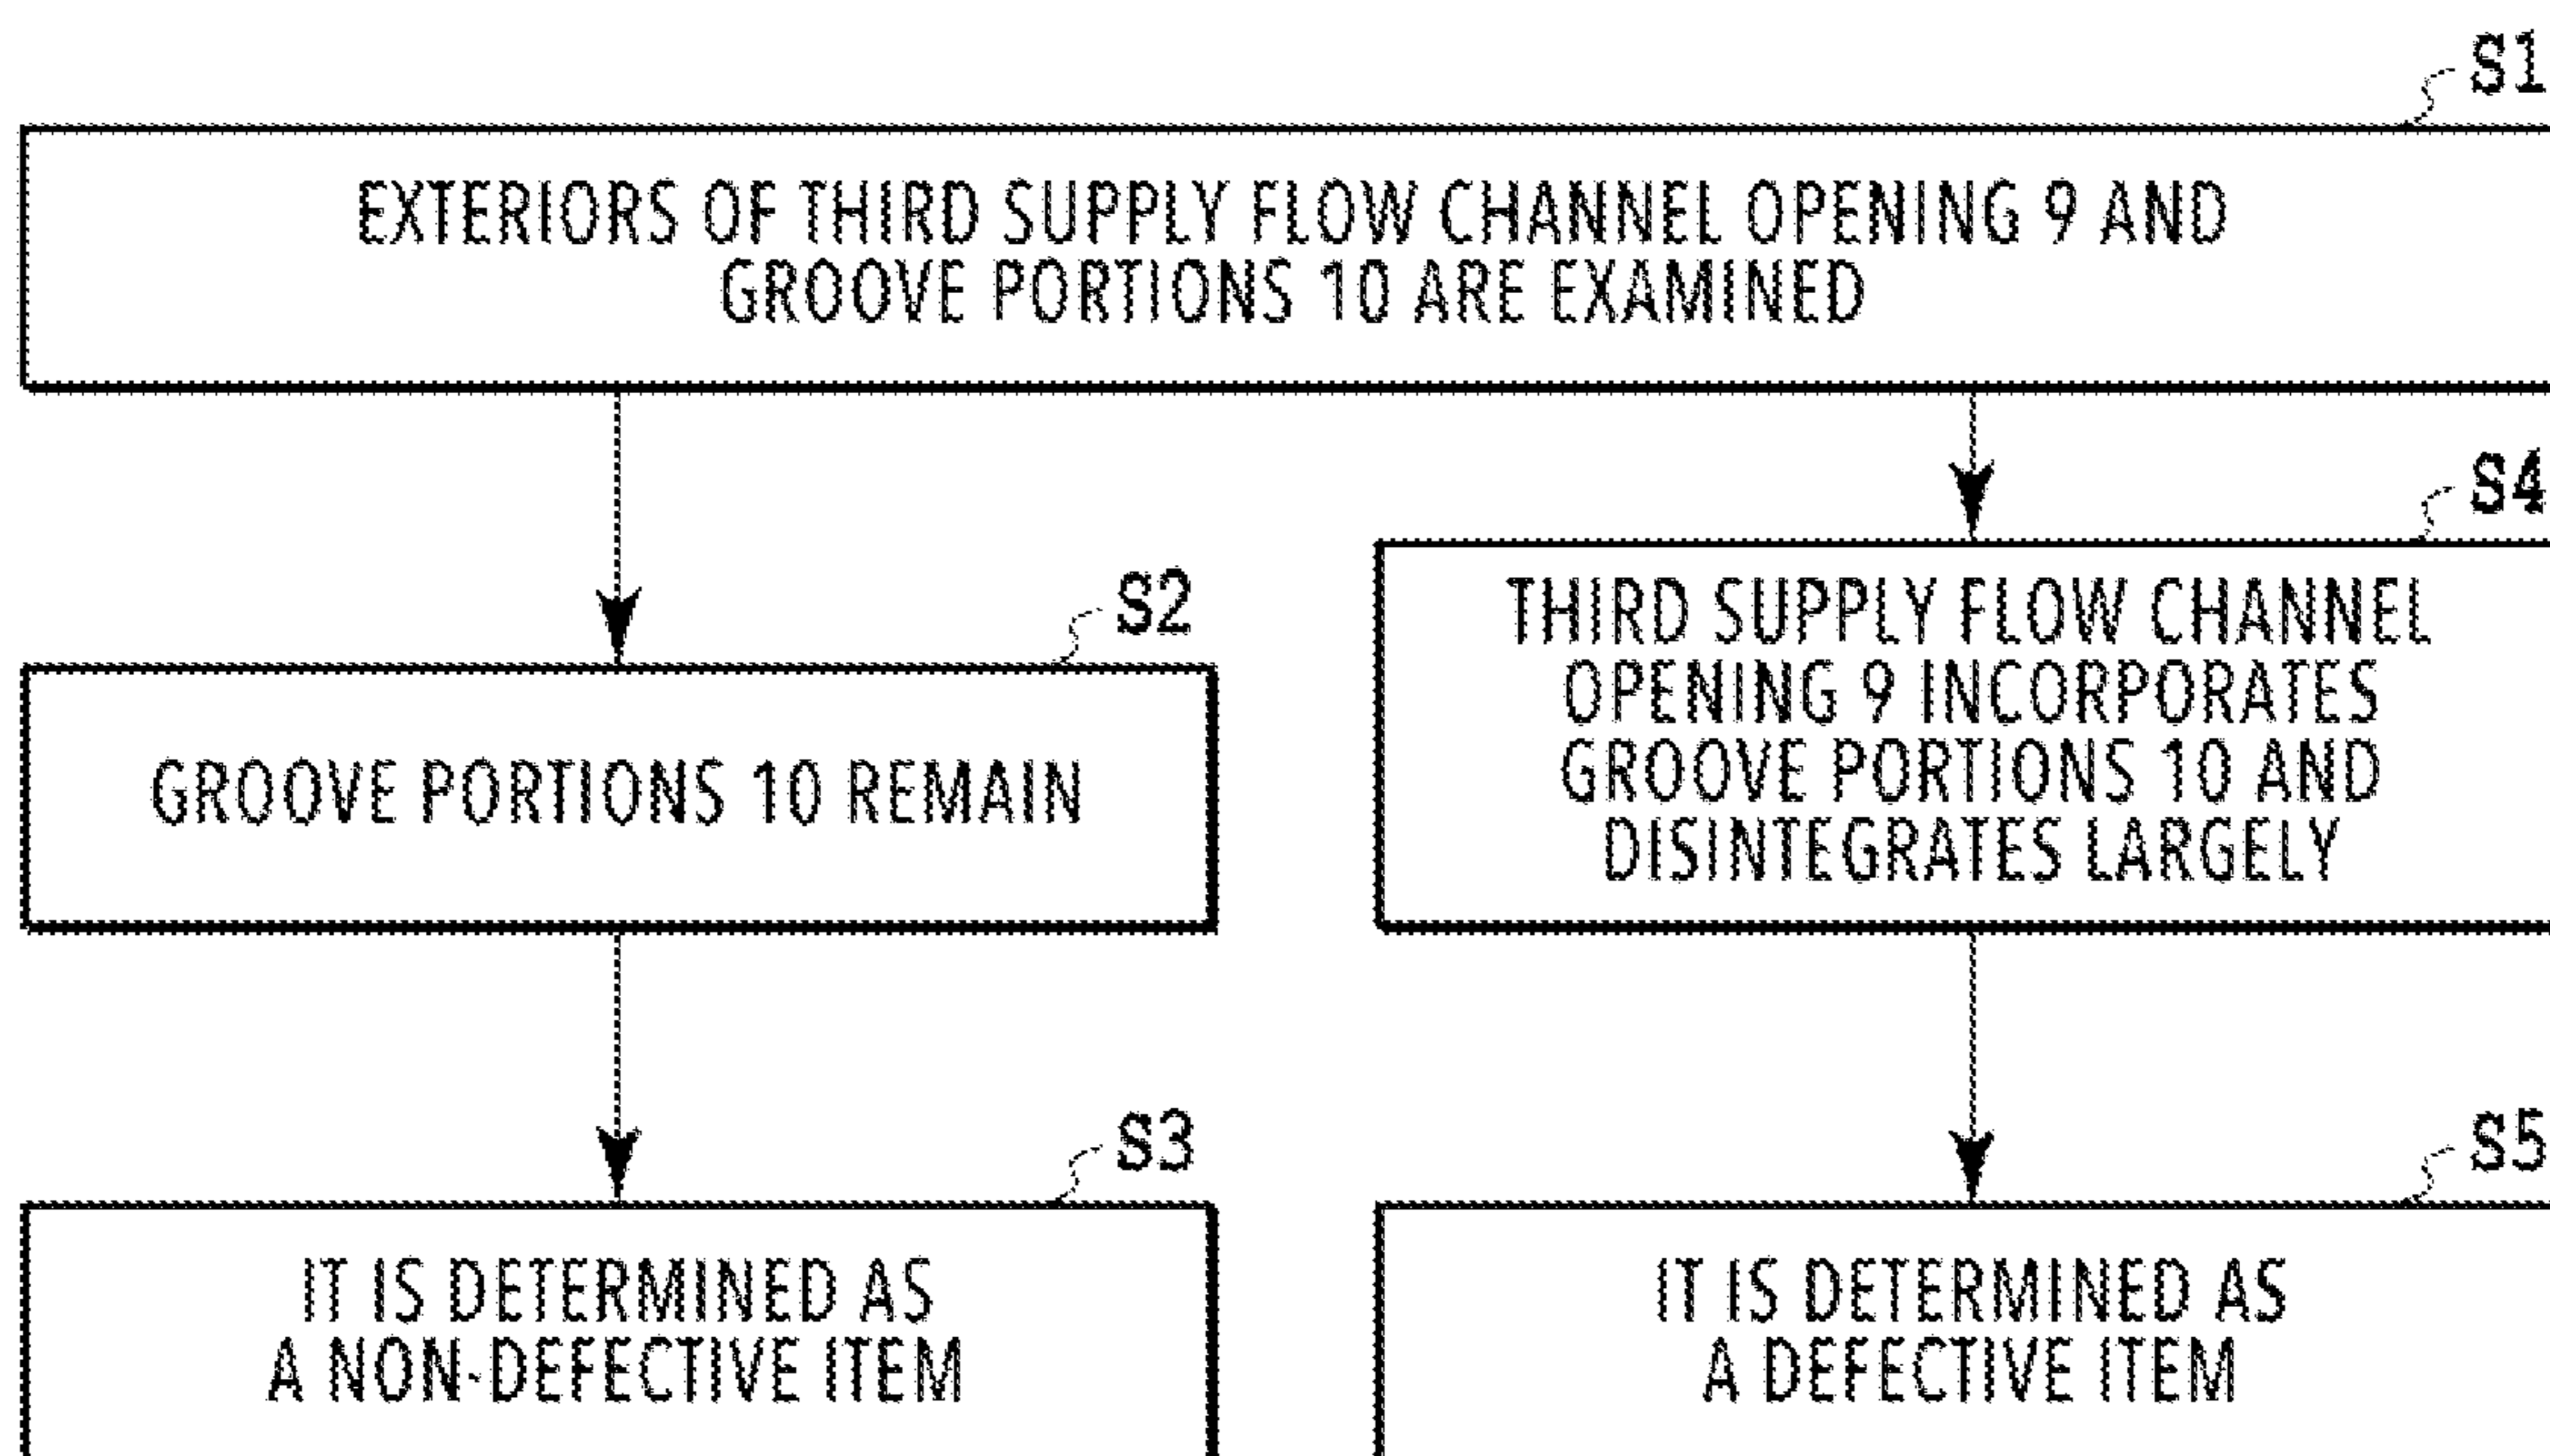 S1
EXTERIORS OF THIRD SUPPLY FLOW CHANNEL OPENING 9 AND
GROOVE PORTIONS 10 ARE EXAMINED
S2
GROOVE PORTIONS 10 REMAIN
S3
IT IS DETERMINED AS
A NON-DEFECTIVE ITEM
S4
THIRD SUPPLY FLOW CHANNEL
OPENING 9 INCORPORATES
GROOVE PORTIONS 10 AND
DISINTEGRATES LARGELY
S5
IT IS DETERMINED AS
A DEFECTIVE ITEM